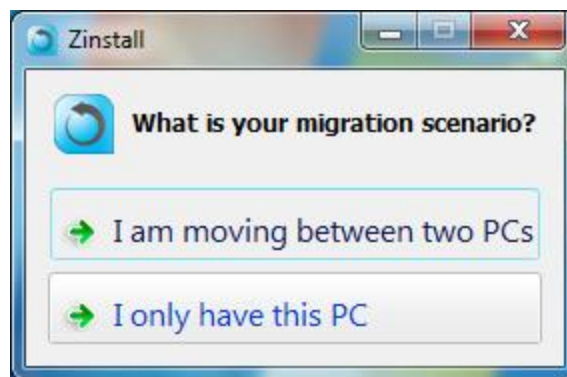 Zinstall
What is your migration scenario?
I am moving between two PCs
I only have this PC